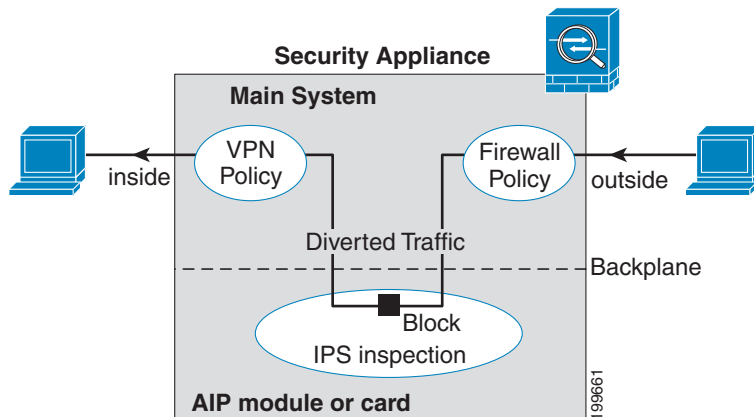 Security Appliance
Main System
VPN
Policy
Firewall
Policy
inside
outside
Diverted Traffic
Backplane
Block
IPS inspection
AIP module or card
199661